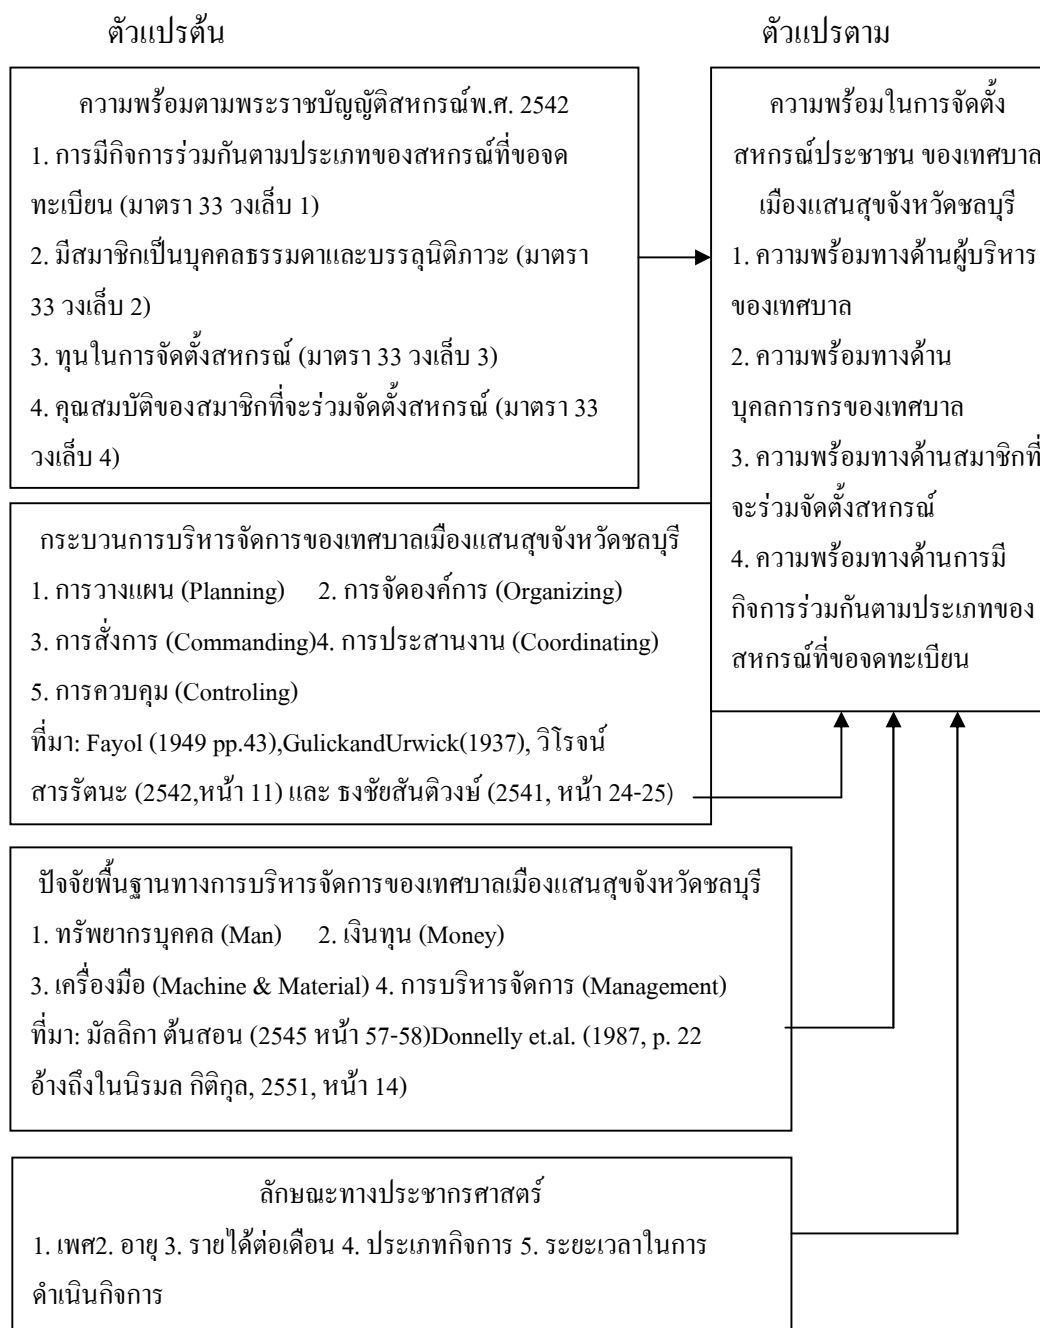 ตัวแปรต้น
ตัวแปรตาม
ความพร้อมตามพระราชบัญญัติสหกรณ์พ.ศ. 2542
1. การมีกิจการร่วมกันตามประเภทของสหกรณ์ที่ขอจด
ทะเบียน (มาตรา 33 วงเล็บ 1)
2. มีสมาชิกเป็นบุคคลธรรมดาและบรรลุนิติภาวะ (มาตรา
33 วงเล็บ 2)
3. ทุนในการจัดตั้งสหกรณ์ (มาตรา 33 วงเล็บ 3)
4. คุณสมบัติของสมาชิกที่จะร่วมจัดตั้งสหกรณ์ (มาตรา 33
วงเล็บ 4)
ความพร้อมในการจัดตั้ง
สหกรณ์ประชาชน ของเทศบาล
เมืองแสนสุขจังหวัดชลบุรี
1. ความพร้อมทางด้านผู้บริหาร
ของเทศบาล
2. ความพร้อมทางด้าน
บุคลการกรของเทศบาล
3. ความพร้อมทางด้านสมาชิกที่
จะร่วมจัดตั้งสหกรณ์
4. ความพร้อมทางด้านการมี
กิจการร่วมกันตามประเภทของ
สหกรณ์ที่ขอจดทะเบียน
กระบวนการบริหารจัดการของเทศบาลเมืองแสนสุขจังหวัดชลบุรี
1. การวางแผน (Planning) 2. การจัดองค์การ (Organizing)
3. การสั่งการ (Commanding)4. การประสานงาน (Coordinating)
5. การควบคุม (Controling)
ที่มา: Fayol (1949 pp.43),GulickandUrwick(1937), วิโรจน์
สารรัตนะ (2542,หน้า 11) และ ธงชัยสันติวงษ์ (2541, หน้า 24-25)
ปัจจัยพื้นฐานทางการบริหารจัดการของเทศบาลเมืองแสนสุขจังหวัดชลบุรี
1. ทรัพยากรบุคคล (Man) 2. เงินทุน (Money)
3. เครื่องมือ (Machine & Material) 4. การบริหารจัดการ (Management)
ที่มา: มัลลิกา ต้นสอน (2545 หน้า 57-58)Donnelly et.al. (1987, p. 22
อ้างถึงในนิรมล กิติกุล, 2551, หน้า 14)
ลักษณะทางประชากรศาสตร์
1. เพศ2. อายุ 3. รายได้ต่อเดือน 4. ประเภทกิจการ 5. ระยะเวลาในการ
ดำเนินกิจการ